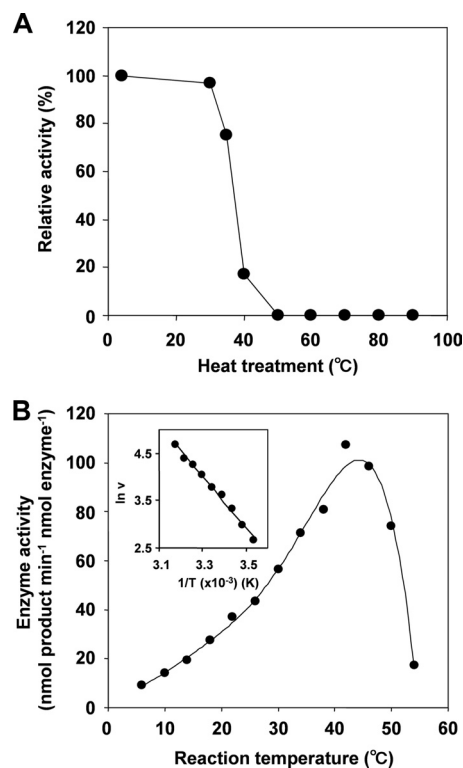 A
120
100
80
60
40
20
0
Relative activity (%)
0 20 40 60 80 100
Heat treatment (℃)
B
120
100
80
60
40
20
0
Enzyme activity
(nmol product min⁻¹ nmol enzyme⁻¹)
4.5
3.5
2.5
ln v
3.1 3.3 3.5
1/T (x10⁻³) (K)
0 10 20 30 40 50 60
Reaction temperature (℃)